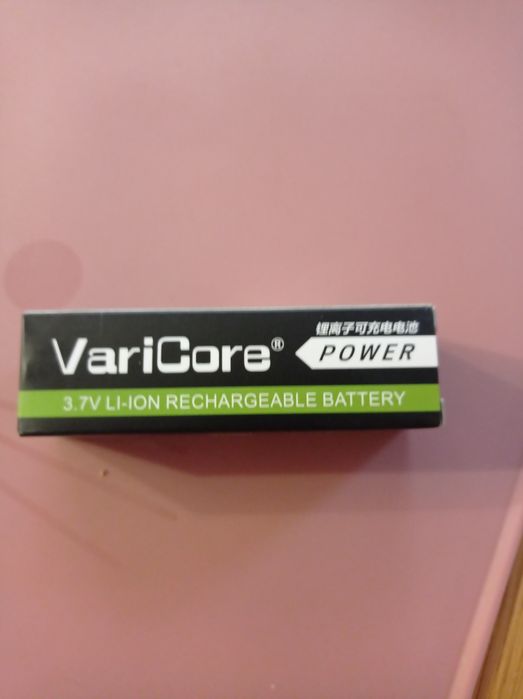 VariCore®
锂离子可充电电池
POWER
3.7V LI-ION RECHARGEABLE BATTERY